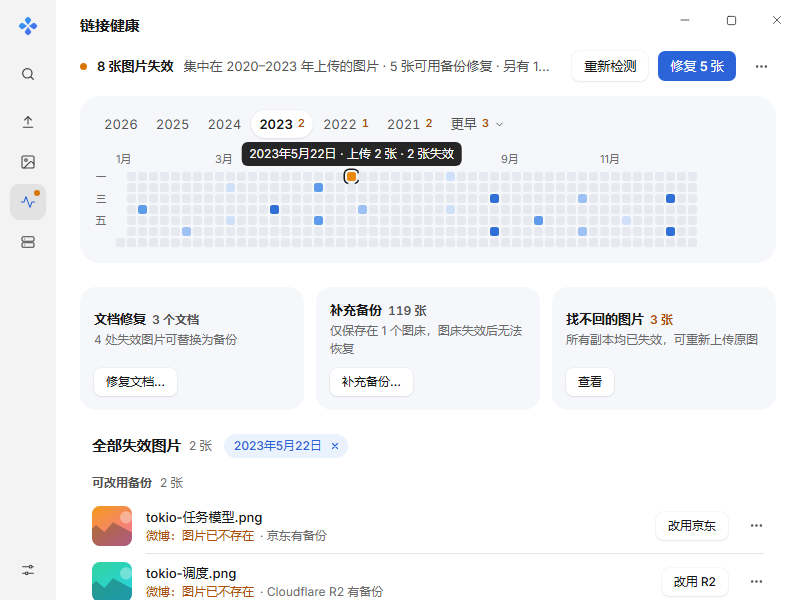 链接健康
8 张图片失效 集中在 2020–2023 年上传的图片 · 5 张可用备份修复 · 另有 1...
重新检测
修复 5 张
2026 2025 2024 2023 2 2022 1 2021 2 更早 3
2023年5月22日 · 上传 2 张 · 2 张失效
1月 3月 9月 11月
一
三
五
文档修复 3 个文档
4 处失效图片可替换为备份
修复文档...
补充备份 119 张
仅保存在 1 个图床，图床失效后无法
恢复
补充备份...
找不回的图片 3 张
所有副本均已失效，可重新上传原图
查看
全部失效图片 2 张 2023年5月22日 ×
可改用备份 2 张
tokio-任务模型.png
微博：图片已不存在 · 京东有备份
改用京东
tokio-调度.png
微博：图片已不存在 · Cloudflare R2 有备份
改用 R2